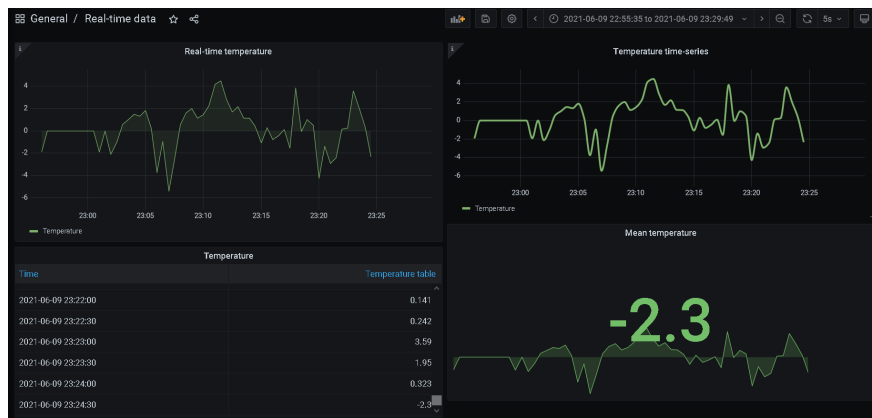 General / Real-time data
2021-06-09 22:55:35 to 2021-06-09 23:29:49
5s
Real-time temperature
4
2
0
-2
-4
-6
23:00 23:05 23:10 23:15 23:20 23:25
Temperature
Temperature time-series
4
2
0
-2
-4
-6
23:00 23:05 23:10 23:15 23:20 23:25
Temperature
Temperature
Time Temperature table
2021-06-09 23:22:00 0.141
2021-06-09 23:22:30 0.242
2021-06-09 23:23:00 3.59
2021-06-09 23:23:30 1.95
2021-06-09 23:24:00 0.323
2021-06-09 23:24:30 -2.3
Mean temperature
-2.3